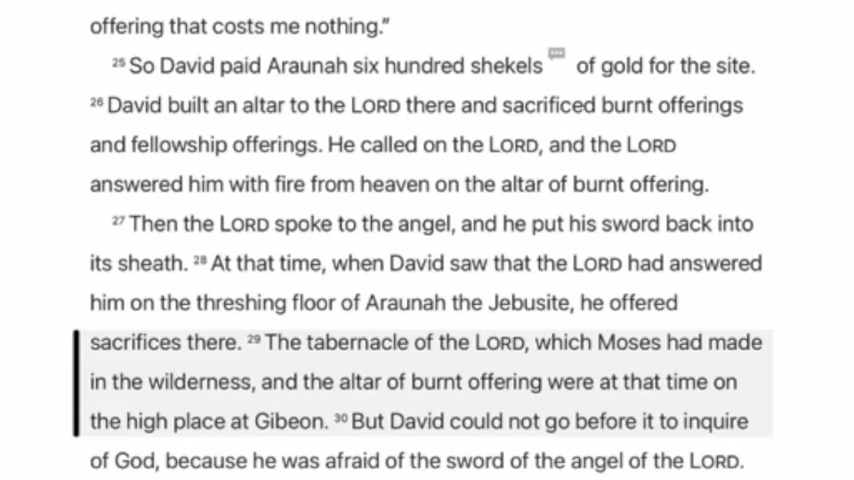 offering that costs me nothing.”
25 So David paid Araunah six hundred shekels of gold for the site.
26 David built an altar to the LORD there and sacrificed burnt offerings
and fellowship offerings. He called on the LORD, and the LORD
answered him with fire from heaven on the altar of burnt offering.
27 Then the LORD spoke to the angel, and he put his sword back into
its sheath. 28 At that time, when David saw that the LORD had answered
him on the threshing floor of Araunah the Jebusite, he offered
sacrifices there. 29 The tabernacle of the LORD, which Moses had made
in the wilderness, and the altar of burnt offering were at that time on
the high place at Gibeon. 30 But David could not go before it to inquire
of God, because he was afraid of the sword of the angel of the LORD.